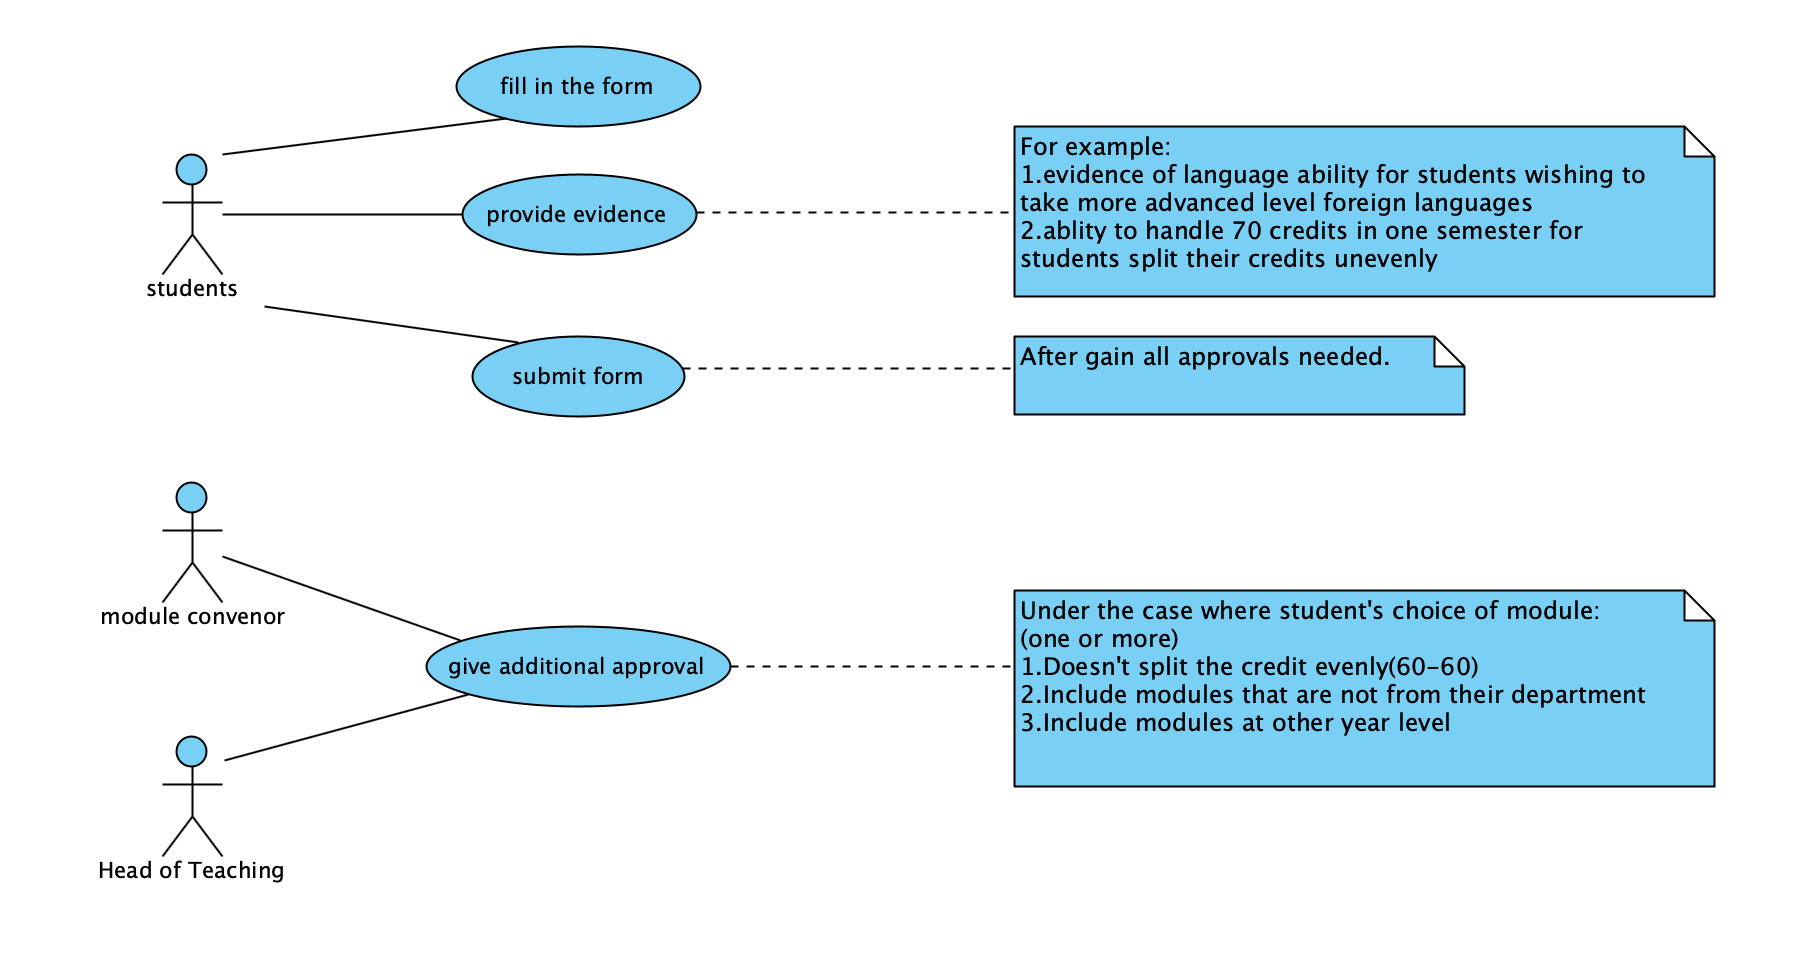 fill in the form
For example:
1.evidence of language ability for students wishing to
take more advanced level foreign languages
2.ablity to handle 70 credits in one semester for
students split their credits unevenly
provide evidence
students
After gain all approvals needed.
submit form
module convenor
Under the case where student's choice of module:
(one or more)
1.Doesn't split the credit evenly(60-60)
2.Include modules that are not from their department
3.Include modules at other year level
give additional approval
Head of Teaching